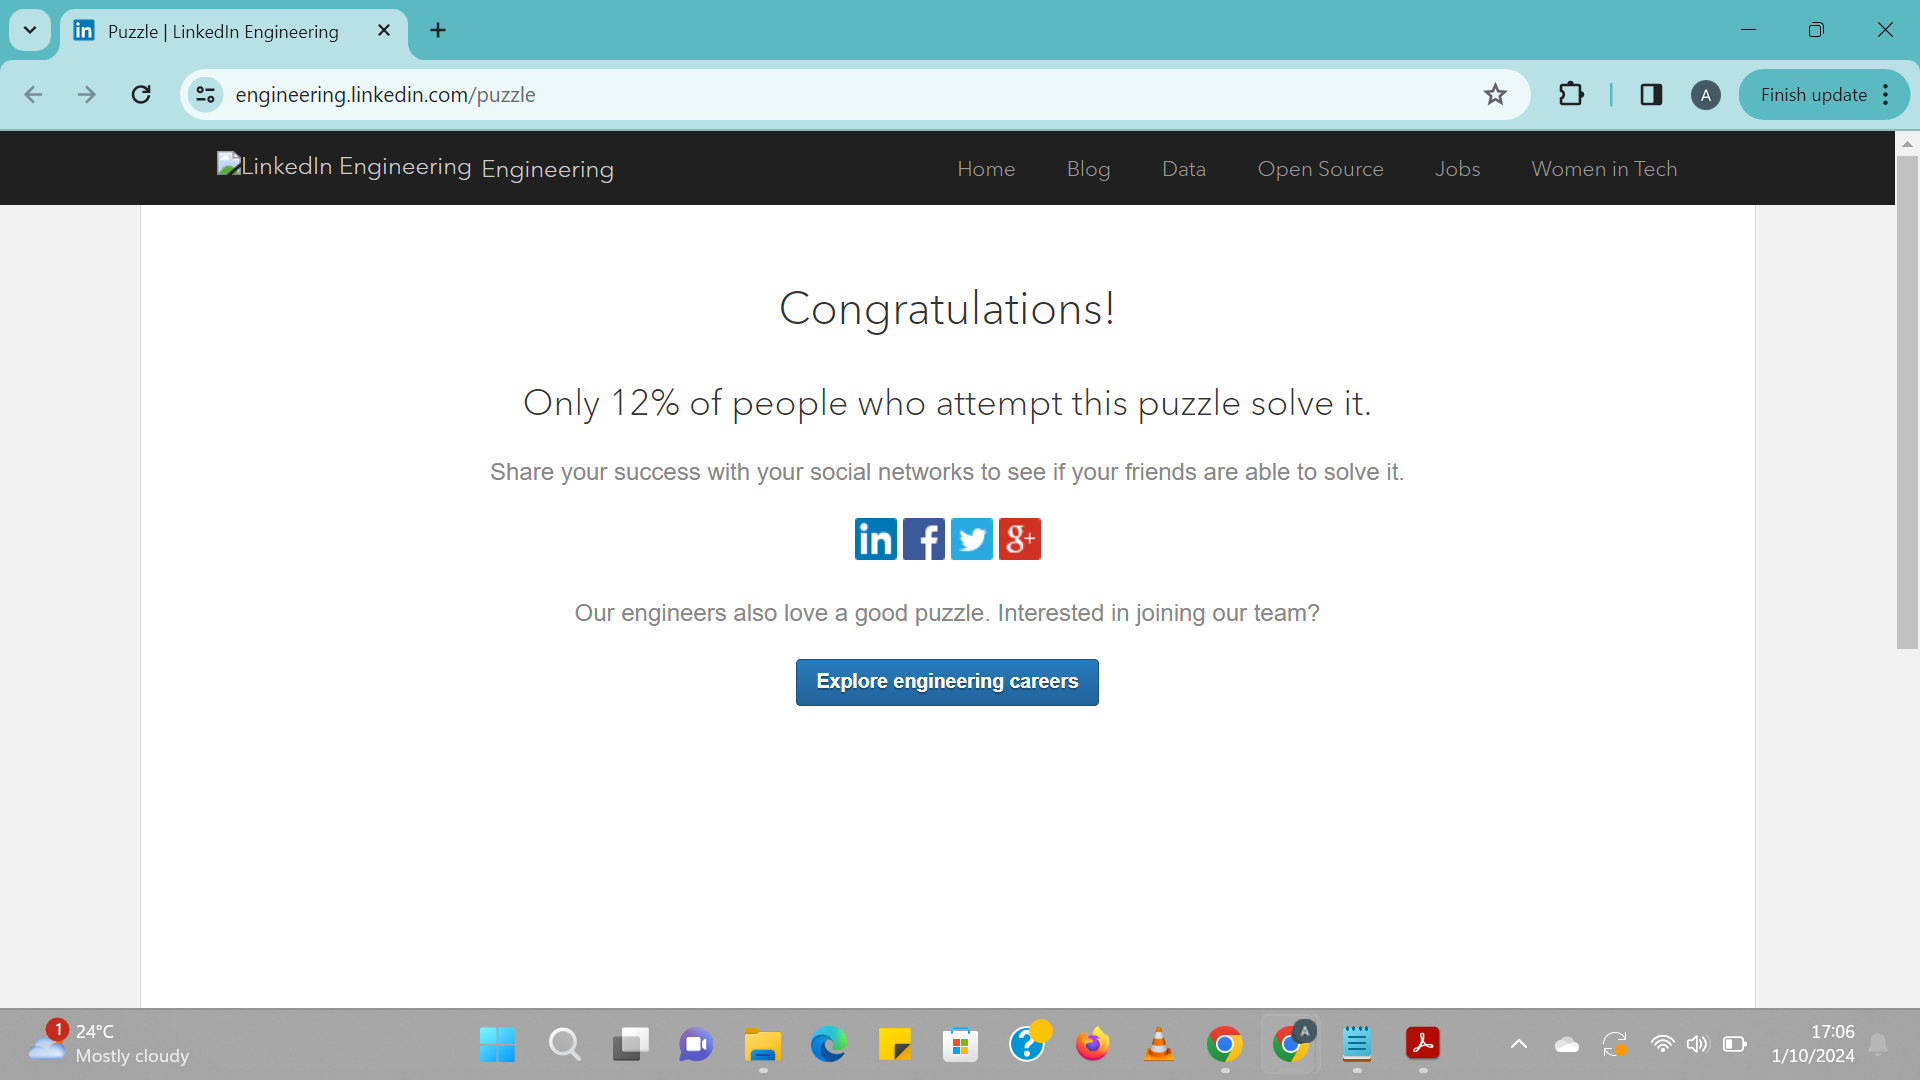 Puzzle | LinkedIn Engineering
engineering.linkedin.com/puzzle
A
Finish update
LinkedIn Engineering Engineering
Home Blog Data Open Source Jobs Women in Tech
Congratulations!
Only 12% of people who attempt this puzzle solve it.
Share your success with your social networks to see if your friends are able to solve it.
in f g+
Our engineers also love a good puzzle. Interested in joining our team?
Explore engineering careers
1
24°C
Mostly cloudy
A
17:06
1/10/2024